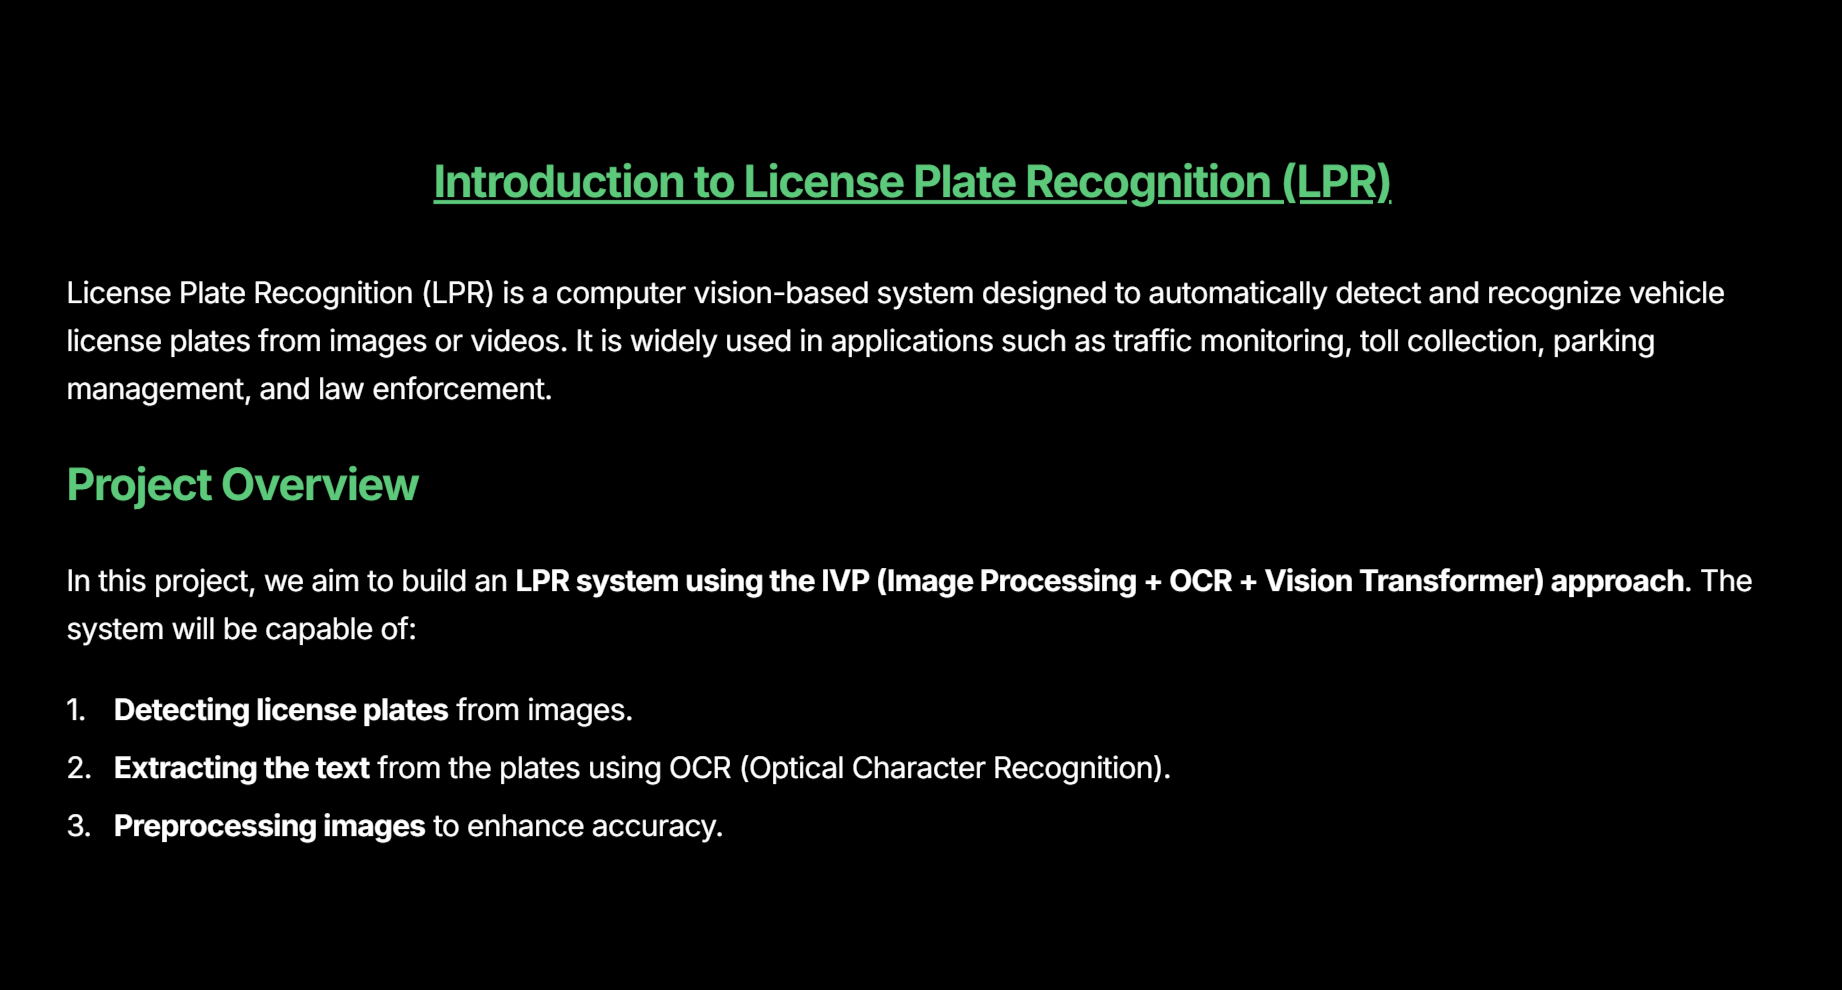 Introduction to License Plate Recognition (LPR)
License Plate Recognition (LPR) is a computer vision-based system designed to automatically detect and recognize vehicle
license plates from images or videos. It is widely used in applications such as traffic monitoring, toll collection, parking
management, and law enforcement.
Project Overview
In this project, we aim to build an LPR system using the IVP (Image Processing + OCR + Vision Transformer) approach. The
system will be capable of:
1. Detecting license plates from images.
2. Extracting the text from the plates using OCR (Optical Character Recognition).
3. Preprocessing images to enhance accuracy.